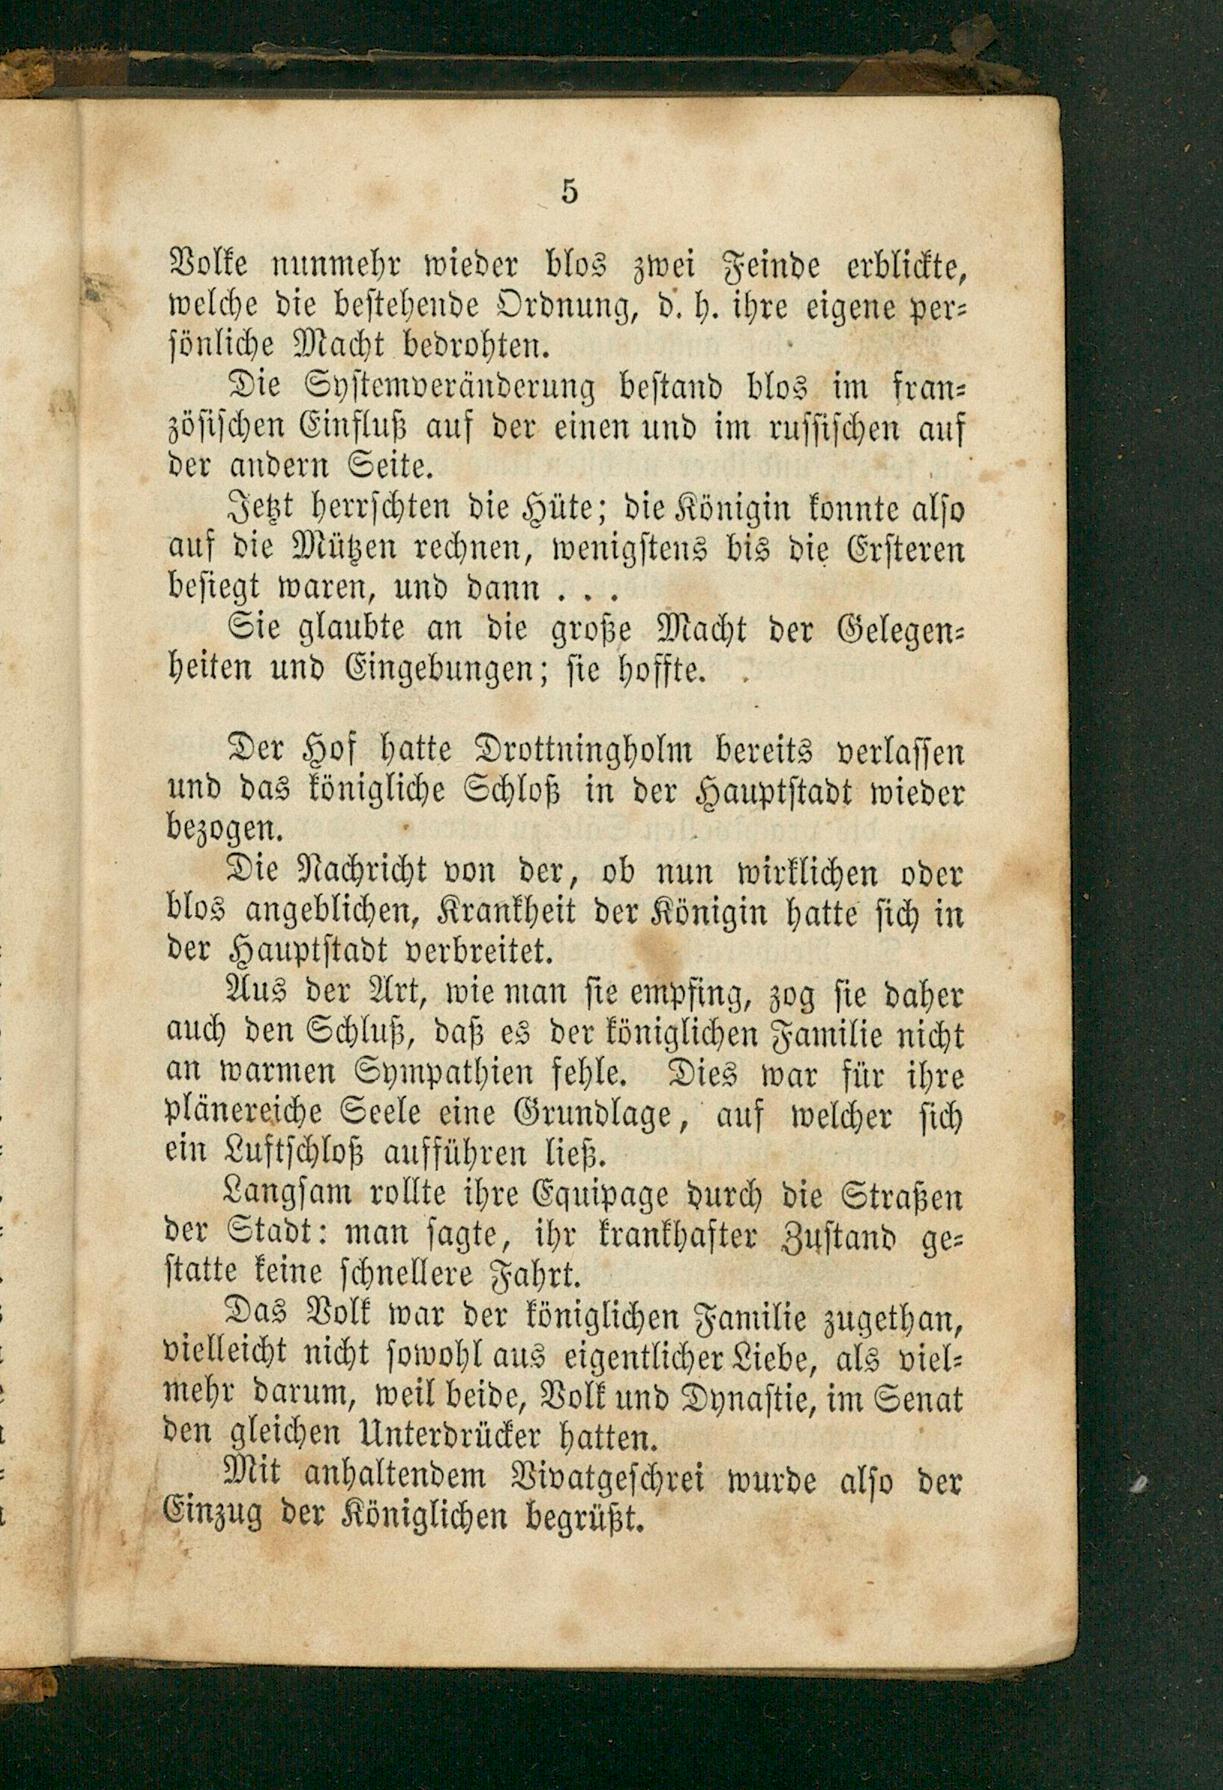 5
Volke nunmehr wieder blos zwei Feinde erblickte,
welche die bestehende Ordnung, d. h. ihre eigene per-
sönliche Macht bedrohten.
Die Systemveränderung bestand blos im fran-
zösischen Einfluß auf der einen und im russischen auf
der andern Seite.
Jetzt herrschten die Hüte; die Königin konnte also
auf die Mützen rechnen, wenigstens bis die Ersteren
besiegt waren, und dann . . .
Sie glaubte an die große Macht der Gelegen-
heiten und Eingebungen; sie hoffte.
Der Hof hatte Drottningholm bereits verlassen
und das königliche Schloß in der Hauptstadt wieder
bezogen.
Die Nachricht von der, ob nun wirklichen oder
blos angeblichen, Krankheit der Königin hatte sich in
der Hauptstadt verbreitet.
Aus der Art, wie man sie empfing, zog sie daher
auch den Schluß, daß es der königlichen Familie nicht
an warmen Sympathien fehle. Dies war für ihre
plänereiche Seele eine Grundlage, auf welcher sich
ein Luftschloß aufführen ließ.
Langsam rollte ihre Equipage durch die Straßen
der Stadt: man sagte, ihr krankhafter Zustand ge-
statte keine schnellere Fahrt.
Das Volk war der königlichen Familie zugethan,
vielleicht nicht sowohl aus eigentlicher Liebe, als viel-
mehr darum, weil beide, Volk und Dynastie, im Senat
den gleichen Unterdrücker hatten.
Mit anhaltendem Vivatgeschrei wurde also der
Einzug der Königlichen begrüßt.